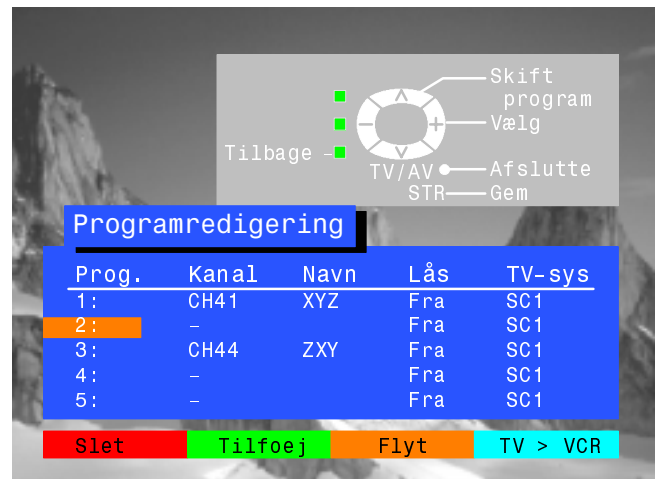 Skift
program
Vælg
Tilbage
TV/AV Afslutte
STR Gem
Programredigering
Prog. Kanal Navn Lås TV-sys
1: CH41 XYZ Fra SC1
2: – Fra SC1
3: CH44 ZXY Fra SC1
4: – Fra SC1
5: – Fra SC1
Slet Tilfoej Flyt TV > VCR